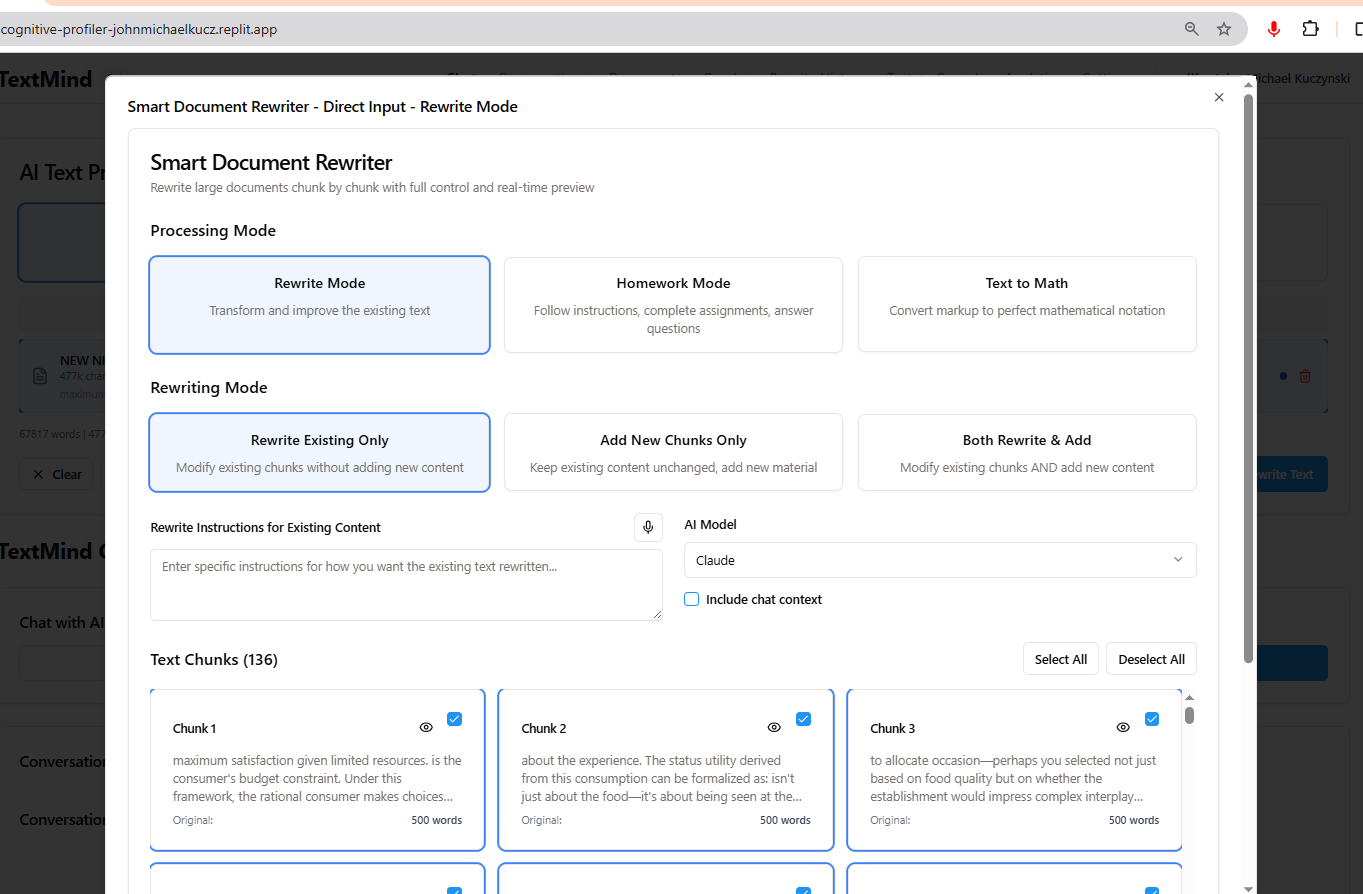 cognitive-profiler-johnmichaelkucz.replit.app
TextMind
Michael Kuczynski
Smart Document Rewriter - Direct Input - Rewrite Mode
AI Text Pr
Smart Document Rewriter
Rewrite large documents chunk by chunk with full control and real-time preview
Processing Mode
Rewrite Mode
Transform and improve the existing text
Homework Mode
Follow instructions, complete assignments, answer
questions
Text to Math
Convert markup to perfect mathematical notation
NEW NE
477k char
maximum
Rewriting Mode
67817 words | 477
Rewrite Existing Only
Modify existing chunks without adding new content
Add New Chunks Only
Keep existing content unchanged, add new material
Both Rewrite & Add
Modify existing chunks AND add new content
Clear
write Text
Rewrite Instructions for Existing Content
AI Model
TextMind C
Enter specific instructions for how you want the existing text rewritten...
Claude
Include chat context
Chat with AI
Text Chunks (136)
Select All
Deselect All
Chunk 1
maximum satisfaction given limited resources. is the
consumer's budget constraint. Under this
framework, the rational consumer makes choices...
Original:
500 words
Chunk 2
about the experience. The status utility derived
from this consumption can be formalized as: isn't
just about the food—it's about being seen at the...
Original:
500 words
Chunk 3
to allocate occasion—perhaps you selected not just
based on food quality but on whether the
establishment would impress complex interplay...
Original:
500 words
Conversation
Conversation